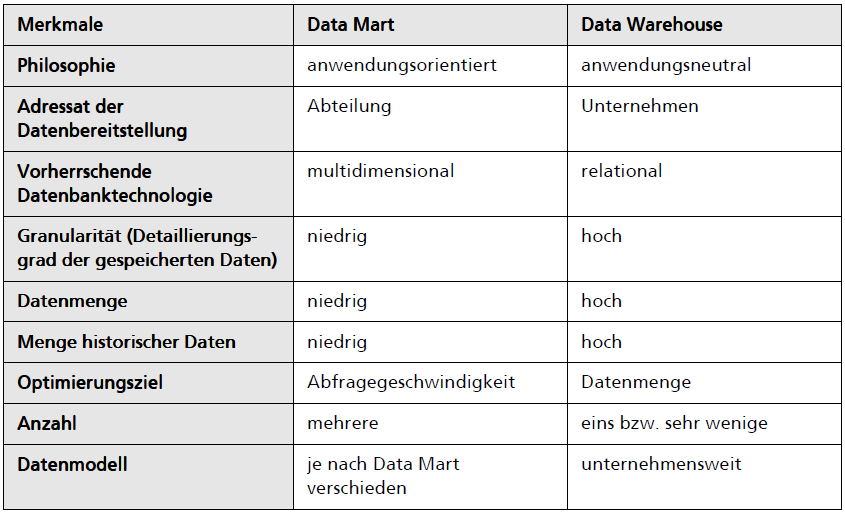 Merkmale Data Mart Data Warehouse
Philosophie anwendungsorientiert anwendungsneutral
Adressat der Abteilung Unternehmen
Datenbereitstellung
Vorherrschende multidimensional relational
Datenbanktechnologie
Granularität (Detaillierungs- niedrig hoch
grad der gespeicherten Daten)
Datenmenge niedrig hoch
Menge historischer Daten niedrig hoch
Optimierungsziel Abfragegeschwindigkeit Datenmenge
Anzahl mehrere eins bzw. sehr wenige
Datenmodell je nach Data Mart unternehmensweit
verschieden